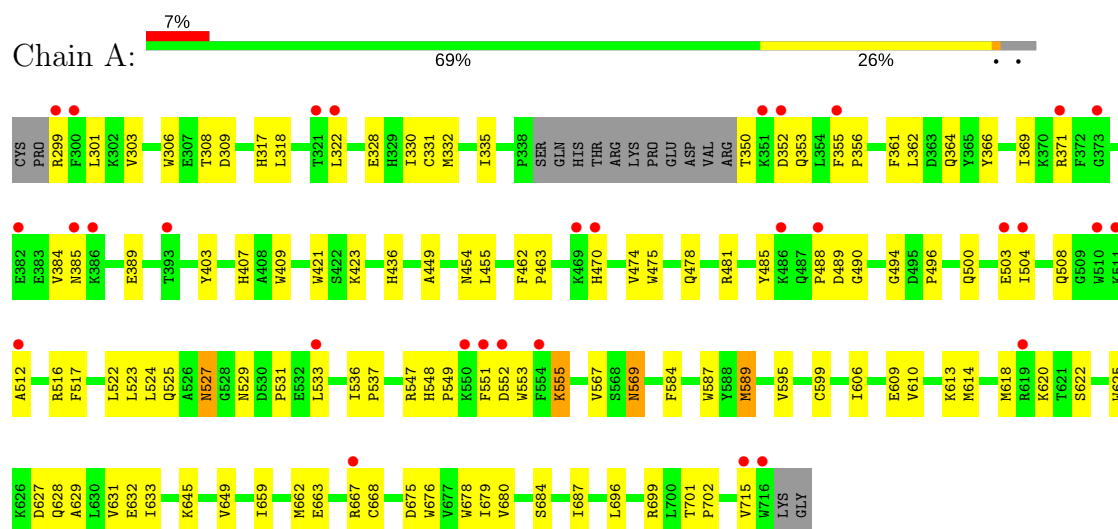 7%
Chain A:
69% 26% • •
CYS PRO R299 F300 L301 K302 V303 W306 E307 T308 D309 H317 L318 T321 L322 E328 H329 I330 C331 M332 I335 P338 SER GLN HIS THR ARG LYS PRO GLU ASP VAL ARG T350 K351 D352 Q353 L354 F355 P356 F361 L362 D363 Q364 Y365 Y366 I369 K370 R371 F372 G373
E382 E383 V384 N385 K386 E389 T393 Y403 H407 A408 W409 W421 S422 K423 H436 A449 N454 L455 F462 P463 K469 H470 V474 W475 Q478 R481 Y485 K486 Q487 P488 D489 G490 G494 D495 P496 Q500 E503 I504 Q508 G509 W510 K511
A512 R516 F517 L522 L523 L524 Q525 A526 N527 G528 N529 D530 P531 E532 L533 I536 P537 R547 H548 P549 K550 F551 D552 W553 F554 K555 V567 S568 N569 F584 W587 Y588 M589 V595 C599 I606 E609 V610 K613 M614 M618 R619 K620 T621 S622 W625
K626 D627 Q628 A629 L630 V631 E632 I633 K645 V649 I659 M662 E663 R667 C668 D675 W676 V677 W678 I679 V680 S684 I687 L696 R699 L700 T701 P702 V715 W716 LYS GLY